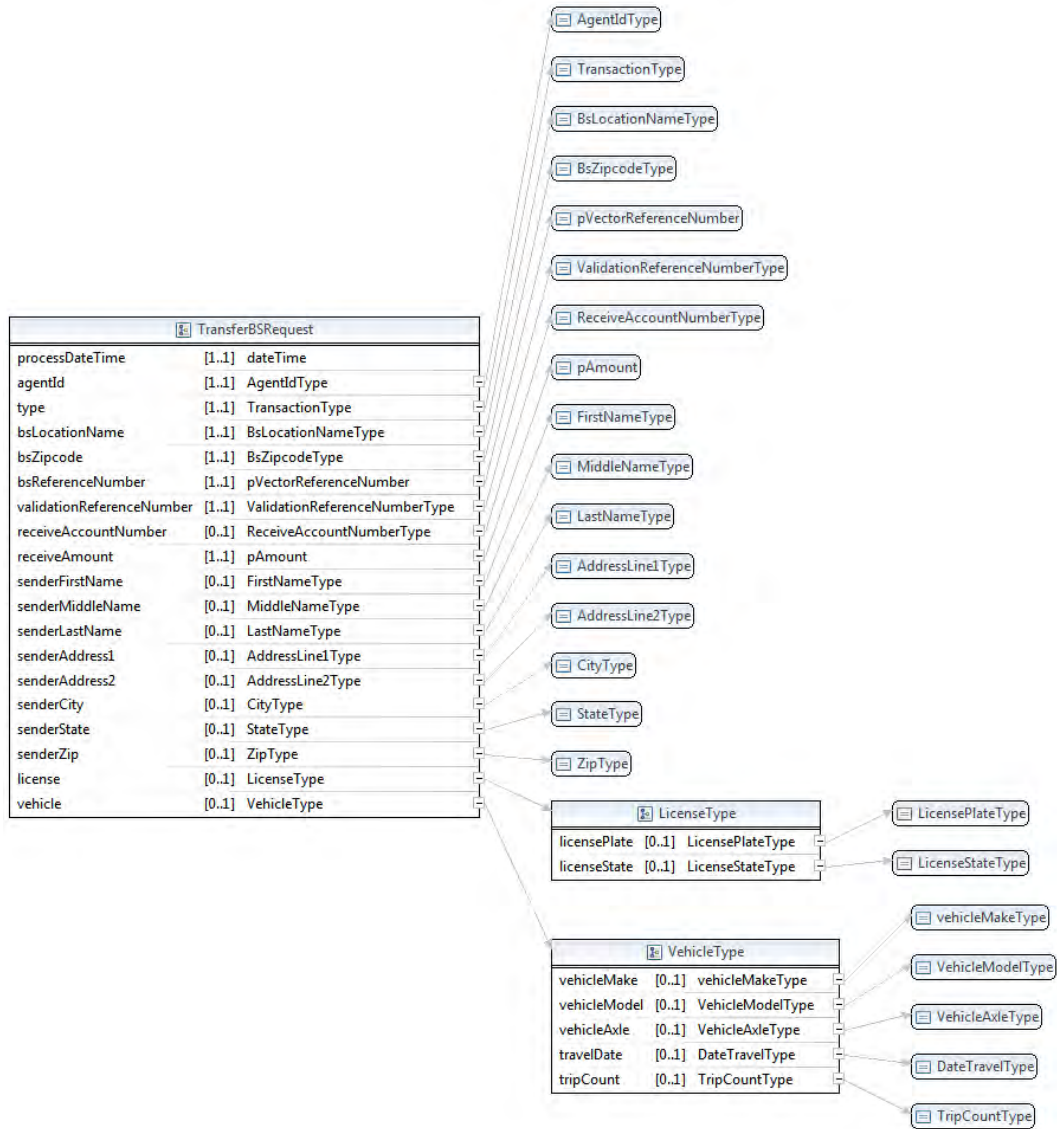 AgentIdType
TransactionType
BsLocationNameType
BsZipcodeType
pVectorReferenceNumber
ValidationReferenceNumberType
ReceiveAccountNumberType
pAmount
FirstNameType
MiddleNameType
LastNameType
AddressLine1Type
AddressLine2Type
CityType
StateType
ZipType
TransferBSRequest
processDateTime [1..1] dateTime
agentId [1..1] AgentIdType
type [1..1] TransactionType
bsLocationName [1..1] BsLocationNameType
bsZipcode [1..1] BsZipcodeType
bsReferenceNumber [1..1] pVectorReferenceNumber
validationReferenceNumber [1..1] ValidationReferenceNumberType
receiveAccountNumber [0..1] ReceiveAccountNumberType
receiveAmount [1..1] pAmount
senderFirstName [0..1] FirstNameType
senderMiddleName [0..1] MiddleNameType
senderLastName [0..1] LastNameType
senderAddress1 [0..1] AddressLine1Type
senderAddress2 [0..1] AddressLine2Type
senderCity [0..1] CityType
senderState [0..1] StateType
senderZip [0..1] ZipType
license [0..1] LicenseType
vehicle [0..1] VehicleType
LicenseType
licensePlate [0..1] LicensePlateType
licenseState [0..1] LicenseStateType
LicensePlateType
LicenseStateType
VehicleType
vehicleMake [0..1] vehicleMakeType
vehicleModel [0..1] VehicleModelType
vehicleAxle [0..1] VehicleAxleType
travelDate [0..1] DateTravelType
tripCount [0..1] TripCountType
vehicleMakeType
VehicleModelType
VehicleAxleType
DateTravelType
TripCountType